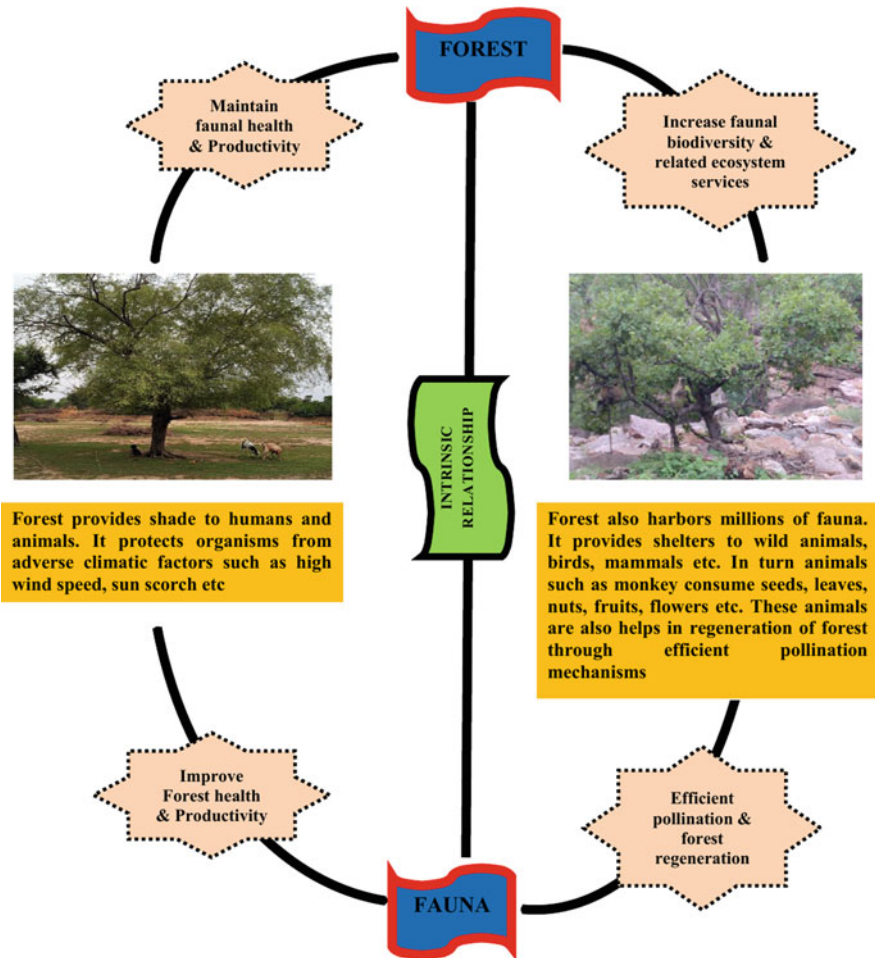 FOREST
Maintain
faunal health
& Productivity
Increase faunal
biodiversity &
related ecosystem
services
INTRINSIC
RELATIONSHIP
Forest provides shade to humans and
animals. It protects organisms from
adverse climatic factors such as high
wind speed, sun scorch etc
Forest also harbors millions of fauna.
It provides shelters to wild animals,
birds, mammals etc. In turn animals
such as monkey consume seeds, leaves,
nuts, fruits, flowers etc. These animals
are also helps in regeneration of forest
through efficient pollination
mechanisms
Improve
Forest health
& Productivity
Efficient
pollination &
forest
regeneration
FAUNA